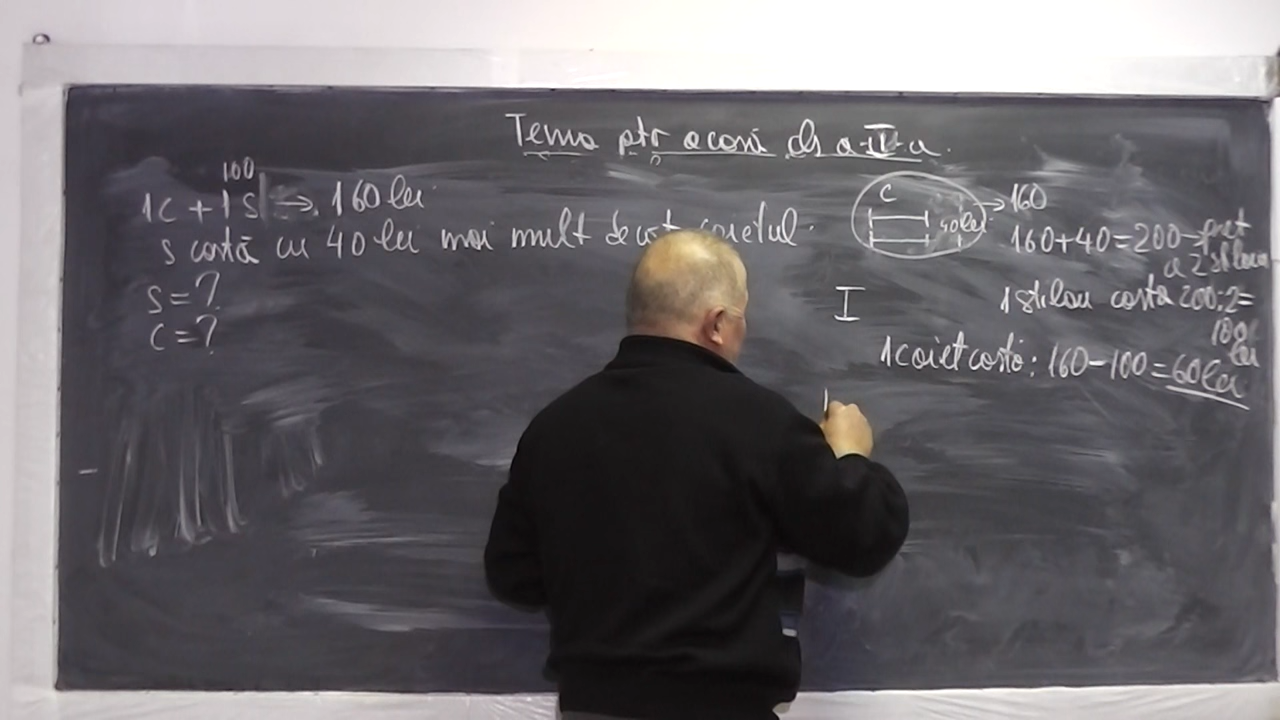 Tema ptr acasă cls a-IV-a.
100
1C + 1S → 160 lei
S costă cu 40 lei mai mult decât caietul.
S = ?
C = ?
C
40 lei → 160
160+40=200 → preț
a 2 stilouri
I
1 stilou costă 200:2=
100 lei
1 caiet costă: 160-100=60 lei